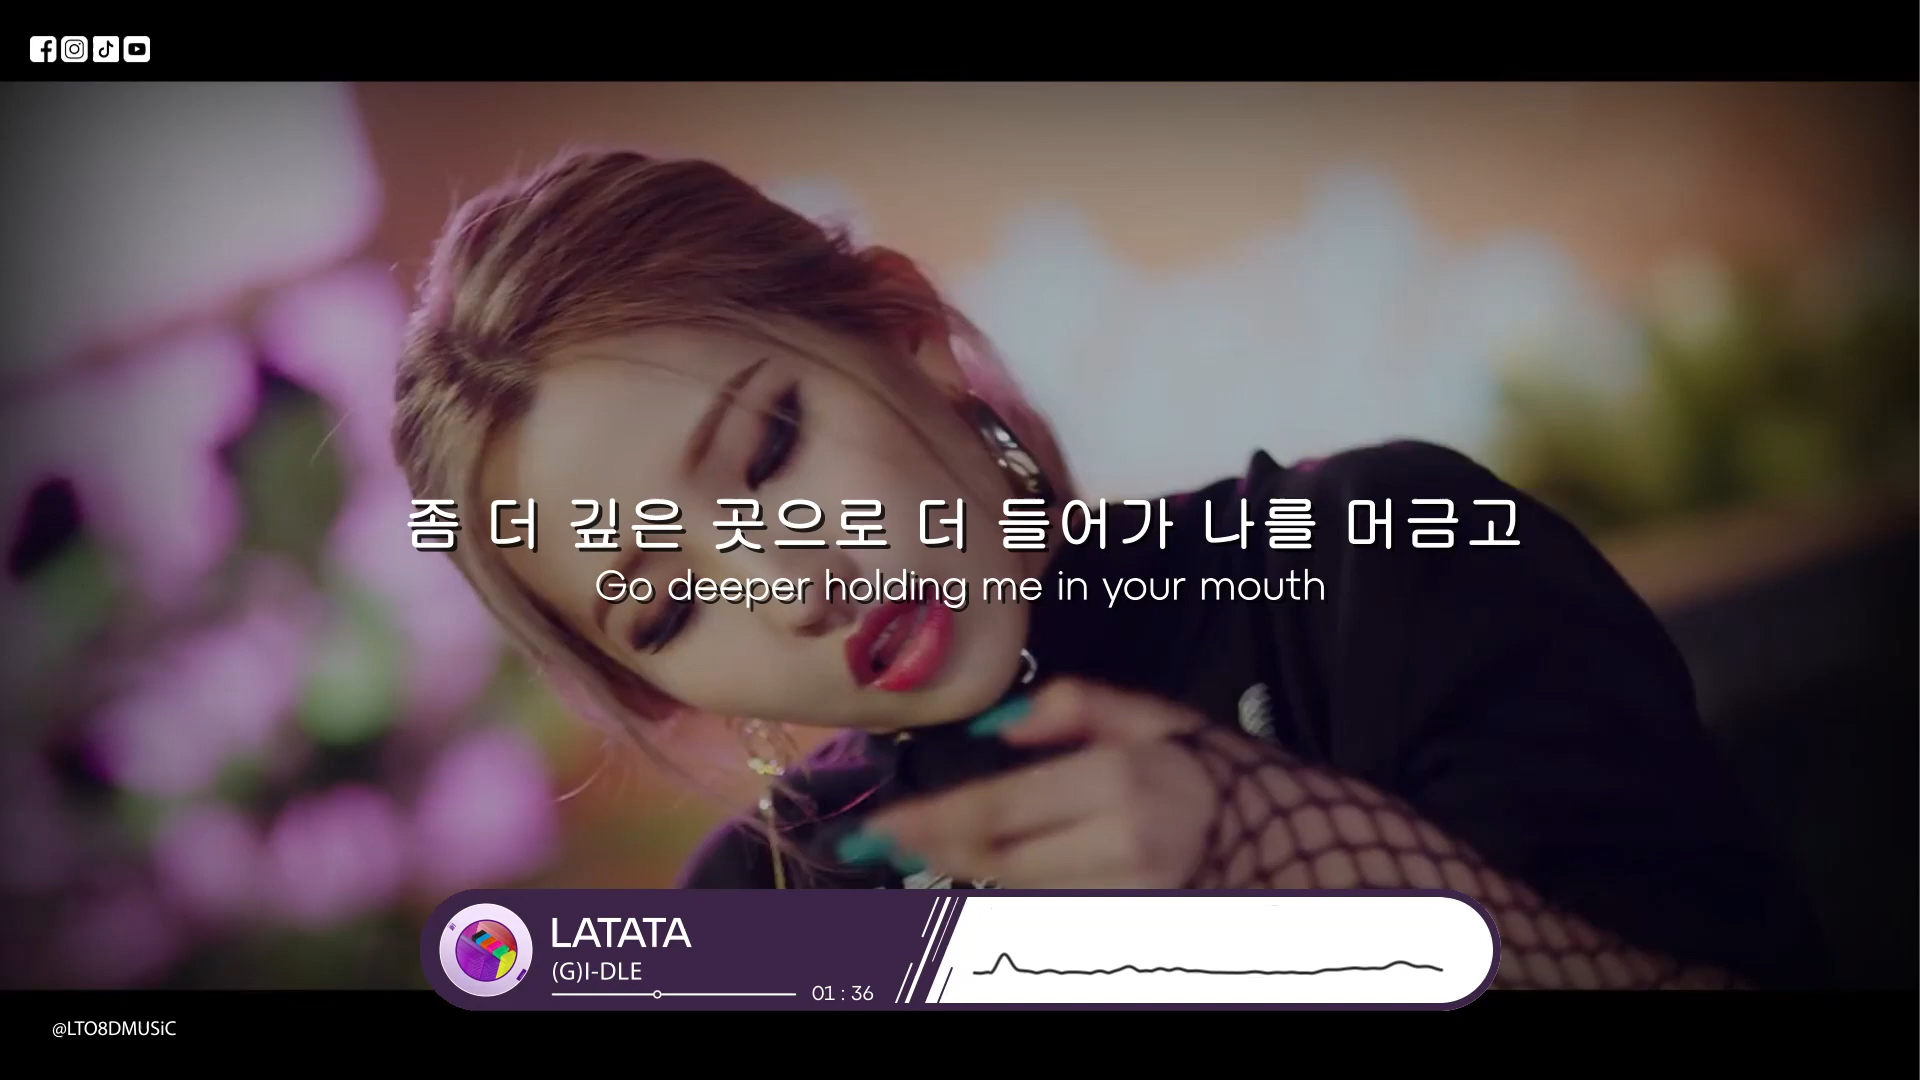 좀 더 깊은 곳으로 더 들어가 나를 머금고
Go deeper holding me in your mouth
LATATA
(G)I-DLE
01 : 36
@LTO8DMUSiC